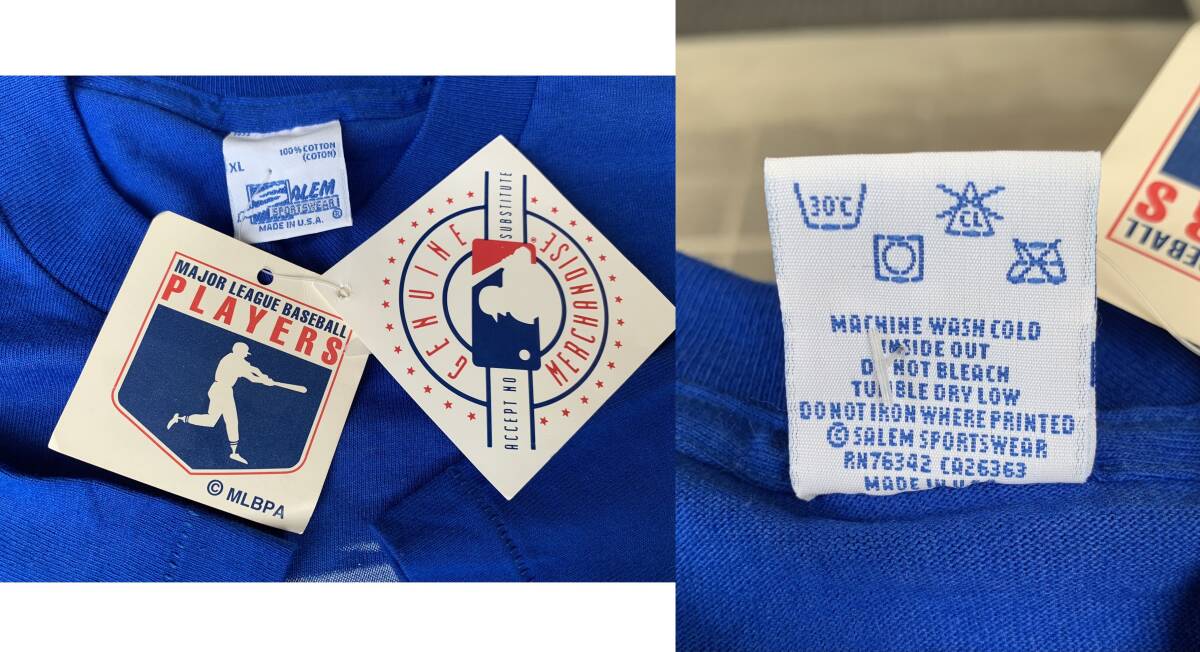 XL
100% COTTON
(COTON)
SALEM
SPORTSWEAR®
MADE IN U.S.A.
MAJOR LEAGUE BASEBALL
PLAYERS
© MLBPA
GENUINE
MERCHANDISE
ACCEPT NO
SUBSTITUTE
®
30°C
CL
MACHINE WASH COLD
INSIDE OUT
DO NOT BLEACH
TUMBLE DRY LOW
DO NOT IRON WHERE PRINTED
© SALEM SPORTSWEAR
RN76342 CA26363
MADE IN